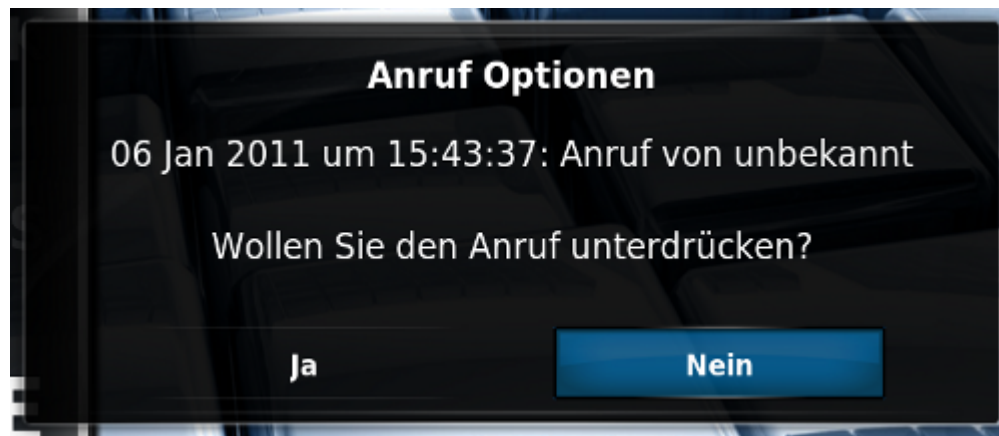 Anruf Optionen
06 Jan 2011 um 15:43:37: Anruf von unbekannt
Wollen Sie den Anruf unterdrücken?
Ja
Nein